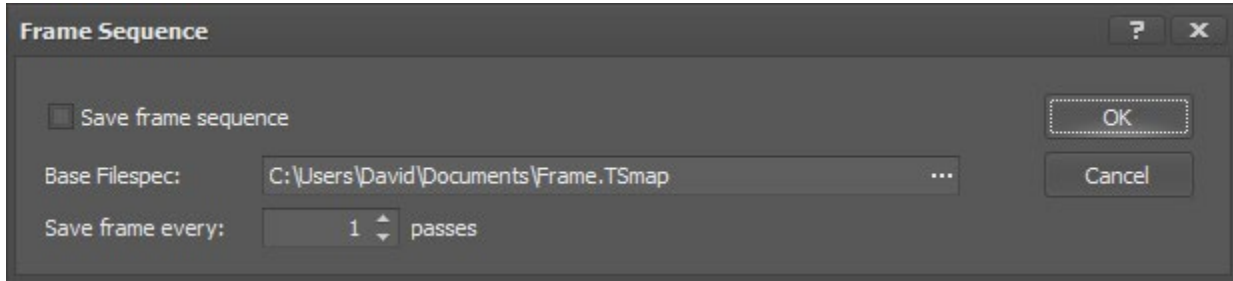 Frame Sequence ? x
Save frame sequence OK
Base Filespec: C:\Users\David\Documents\Frame.TSmap ... Cancel
Save frame every: 1 passes